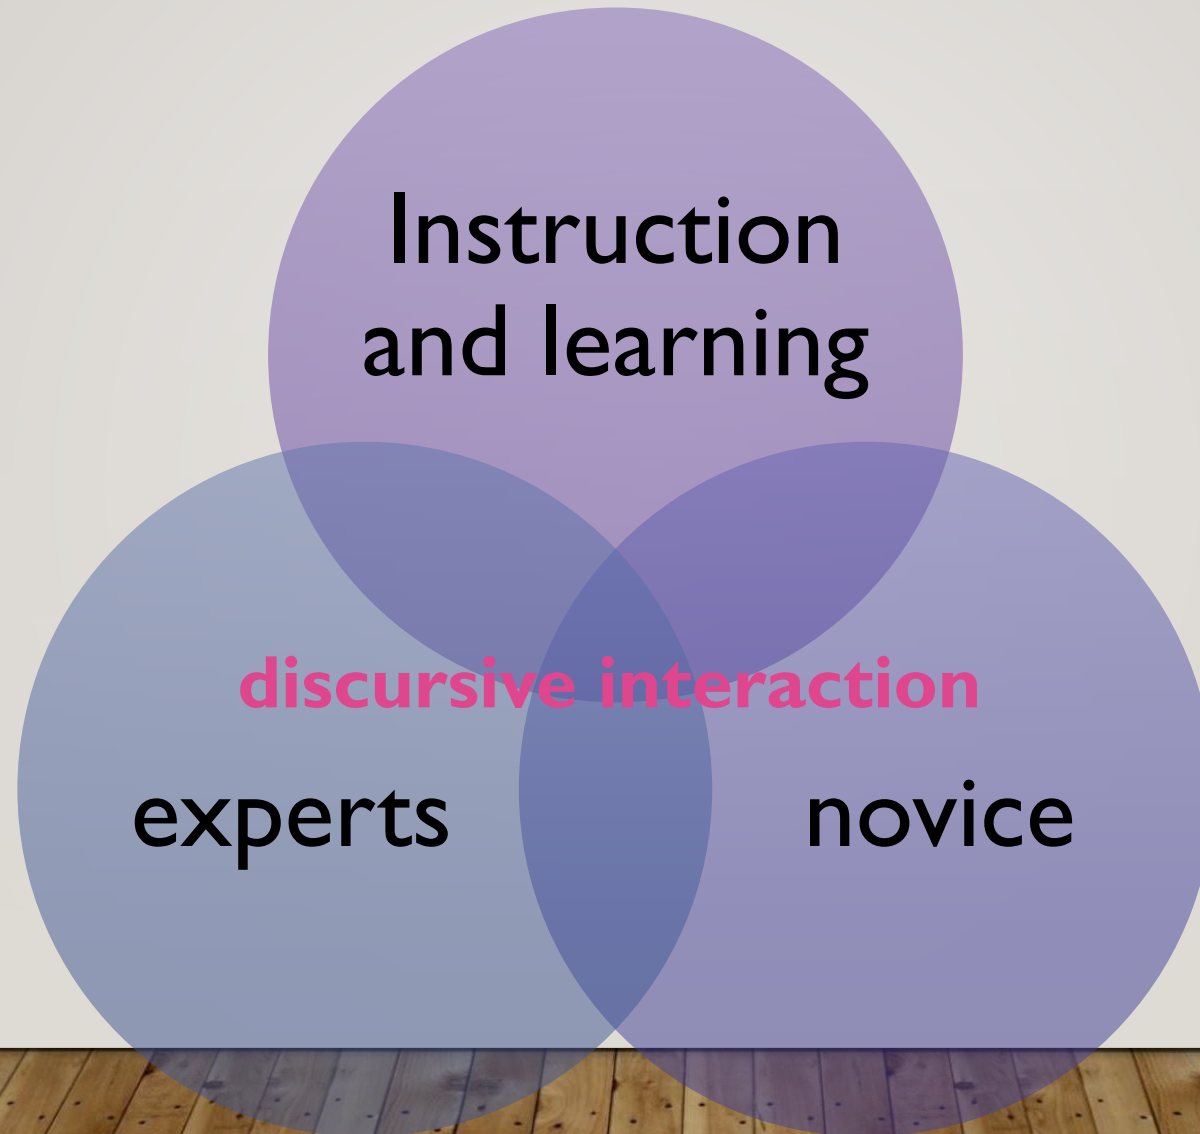 Instruction
and learning
discursive interaction
experts
novice